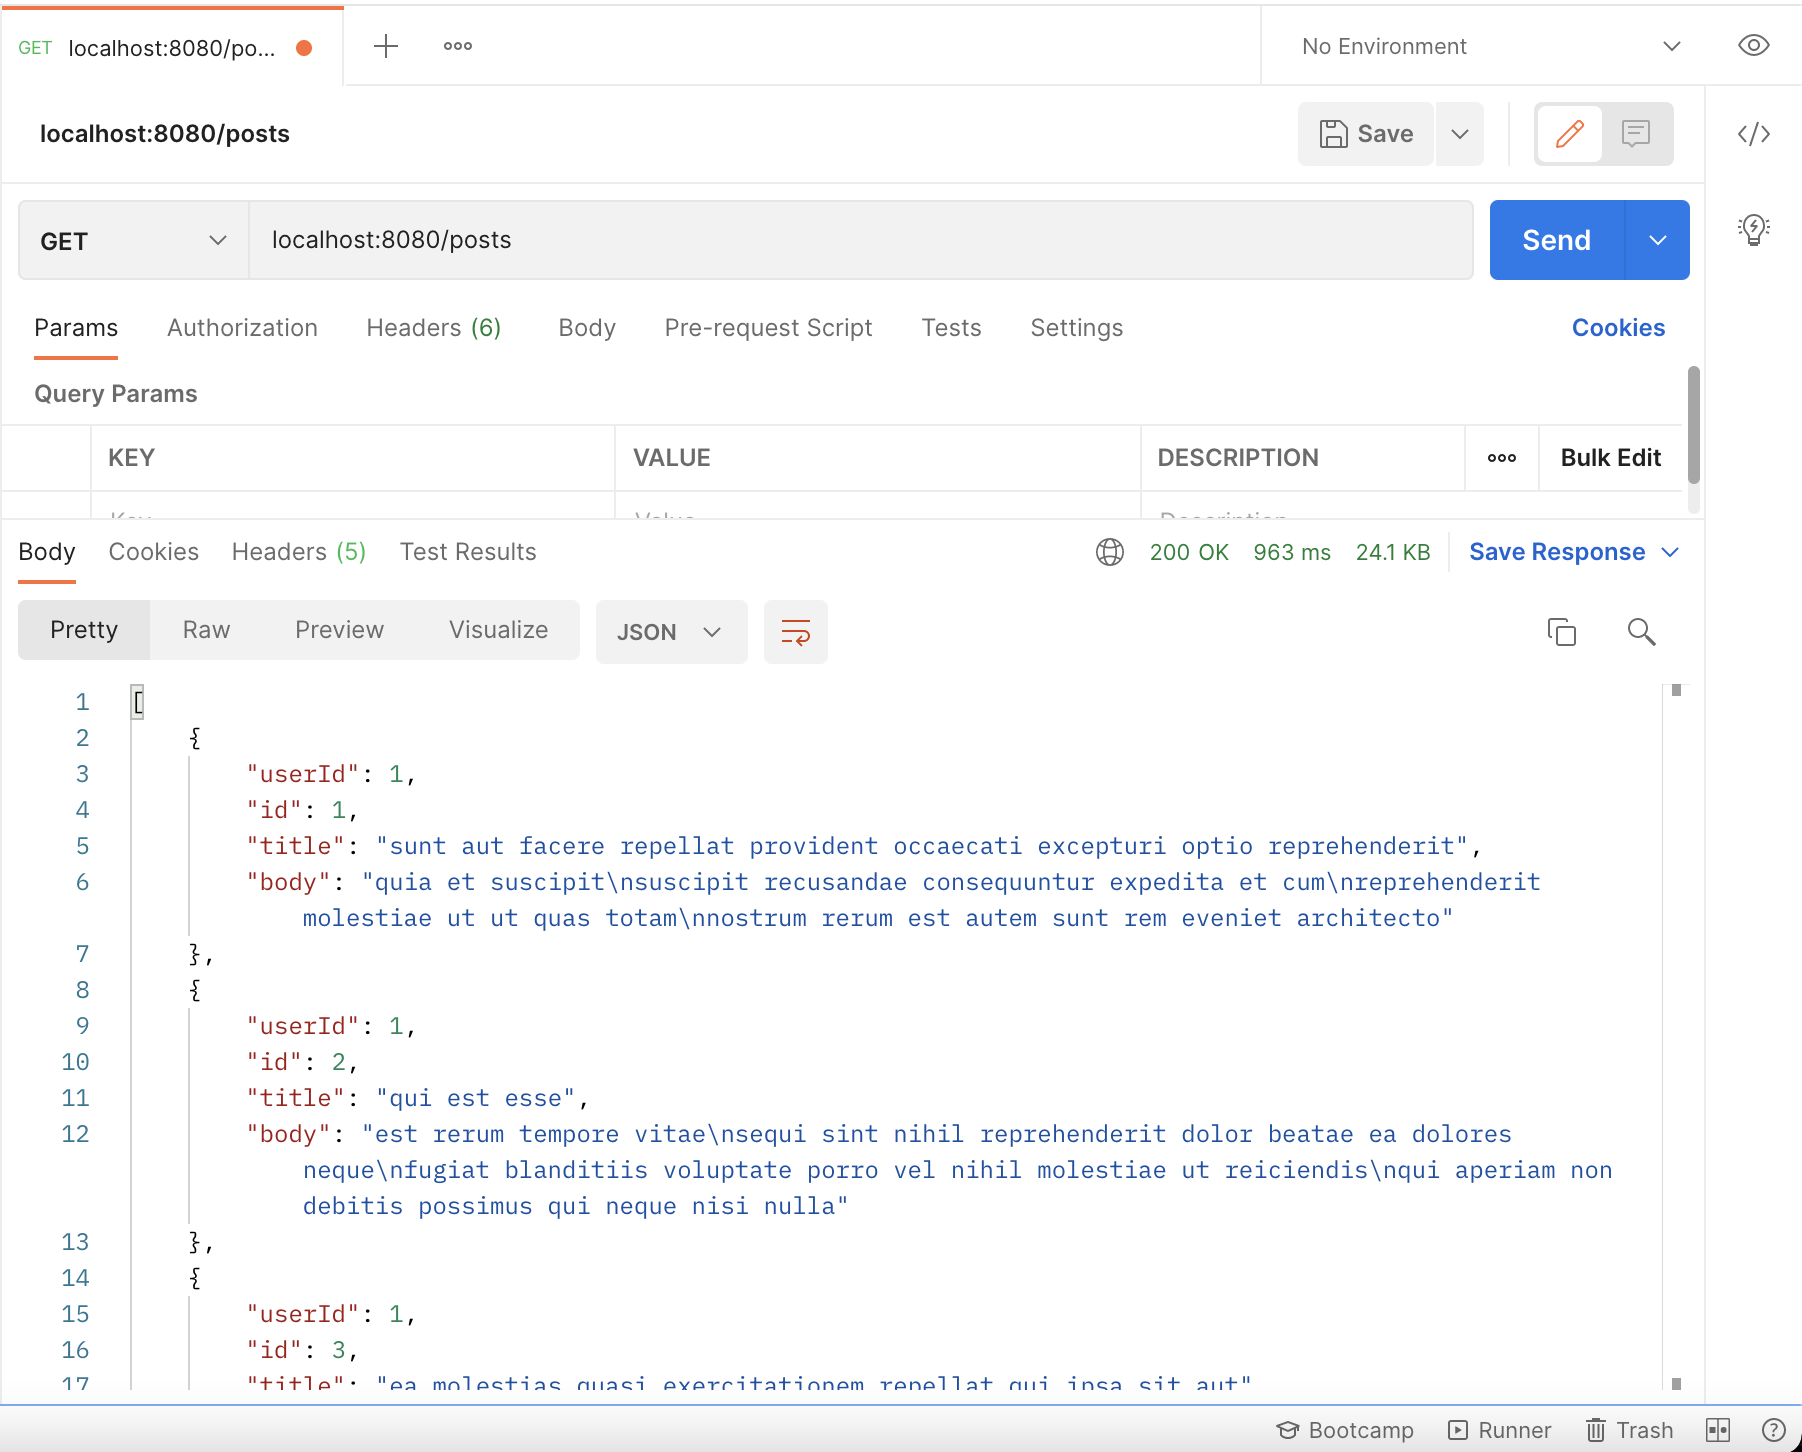 GET localhost:8080/po... No Environment
localhost:8080/posts Save
GET localhost:8080/posts Send
Params Authorization Headers (6) Body Pre-request Script Tests Settings Cookies
Query Params
KEY VALUE DESCRIPTION Bulk Edit
Key Value Description
Body Cookies Headers (5) Test Results 200 OK 963 ms 24.1 KB Save Response
Pretty Raw Preview Visualize JSON
1 [
2 {
3 "userId": 1,
4 "id": 1,
5 "title": "sunt aut facere repellat provident occaecati excepturi optio reprehenderit",
6 "body": "quia et suscipit\nsuscipit recusandae consequuntur expedita et cum\nreprehenderit
molestiae ut ut quas totam\nnostrum rerum est autem sunt rem eveniet architecto"
7 },
8 {
9 "userId": 1,
10 "id": 2,
11 "title": "qui est esse",
12 "body": "est rerum tempore vitae\nsequi sint nihil reprehenderit dolor beatae ea dolores
neque\nfugiat blanditiis voluptate porro vel nihil molestiae ut reiciendis\nqui aperiam non
debitis possimus qui neque nisi nulla"
13 },
14 {
15 "userId": 1,
16 "id": 3,
17 "title": "ea molestias quasi exercitationem repellat qui ipsa sit aut"
Bootcamp Runner Trash